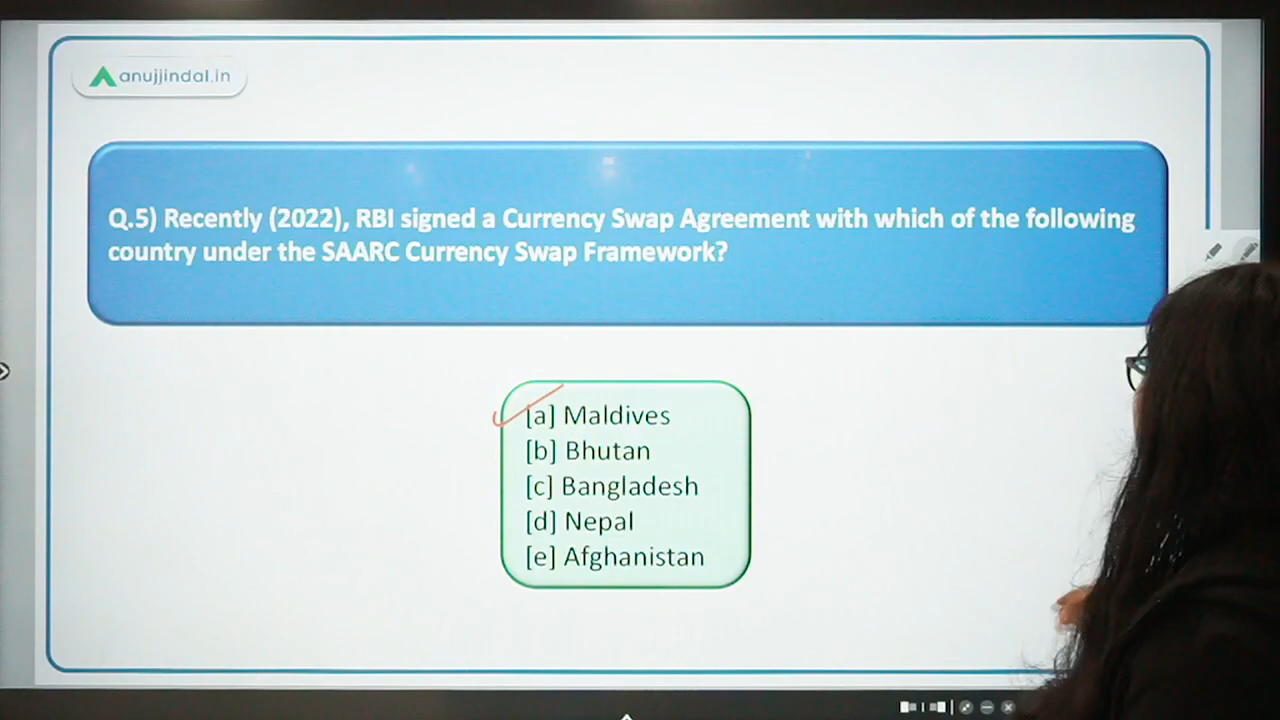 anujjindal.in
Q.5) Recently (2022), RBI signed a Currency Swap Agreement with which of the following
country under the SAARC Currency Swap Framework?
[a] Maldives
[b] Bhutan
[c] Bangladesh
[d] Nepal
[e] Afghanistan